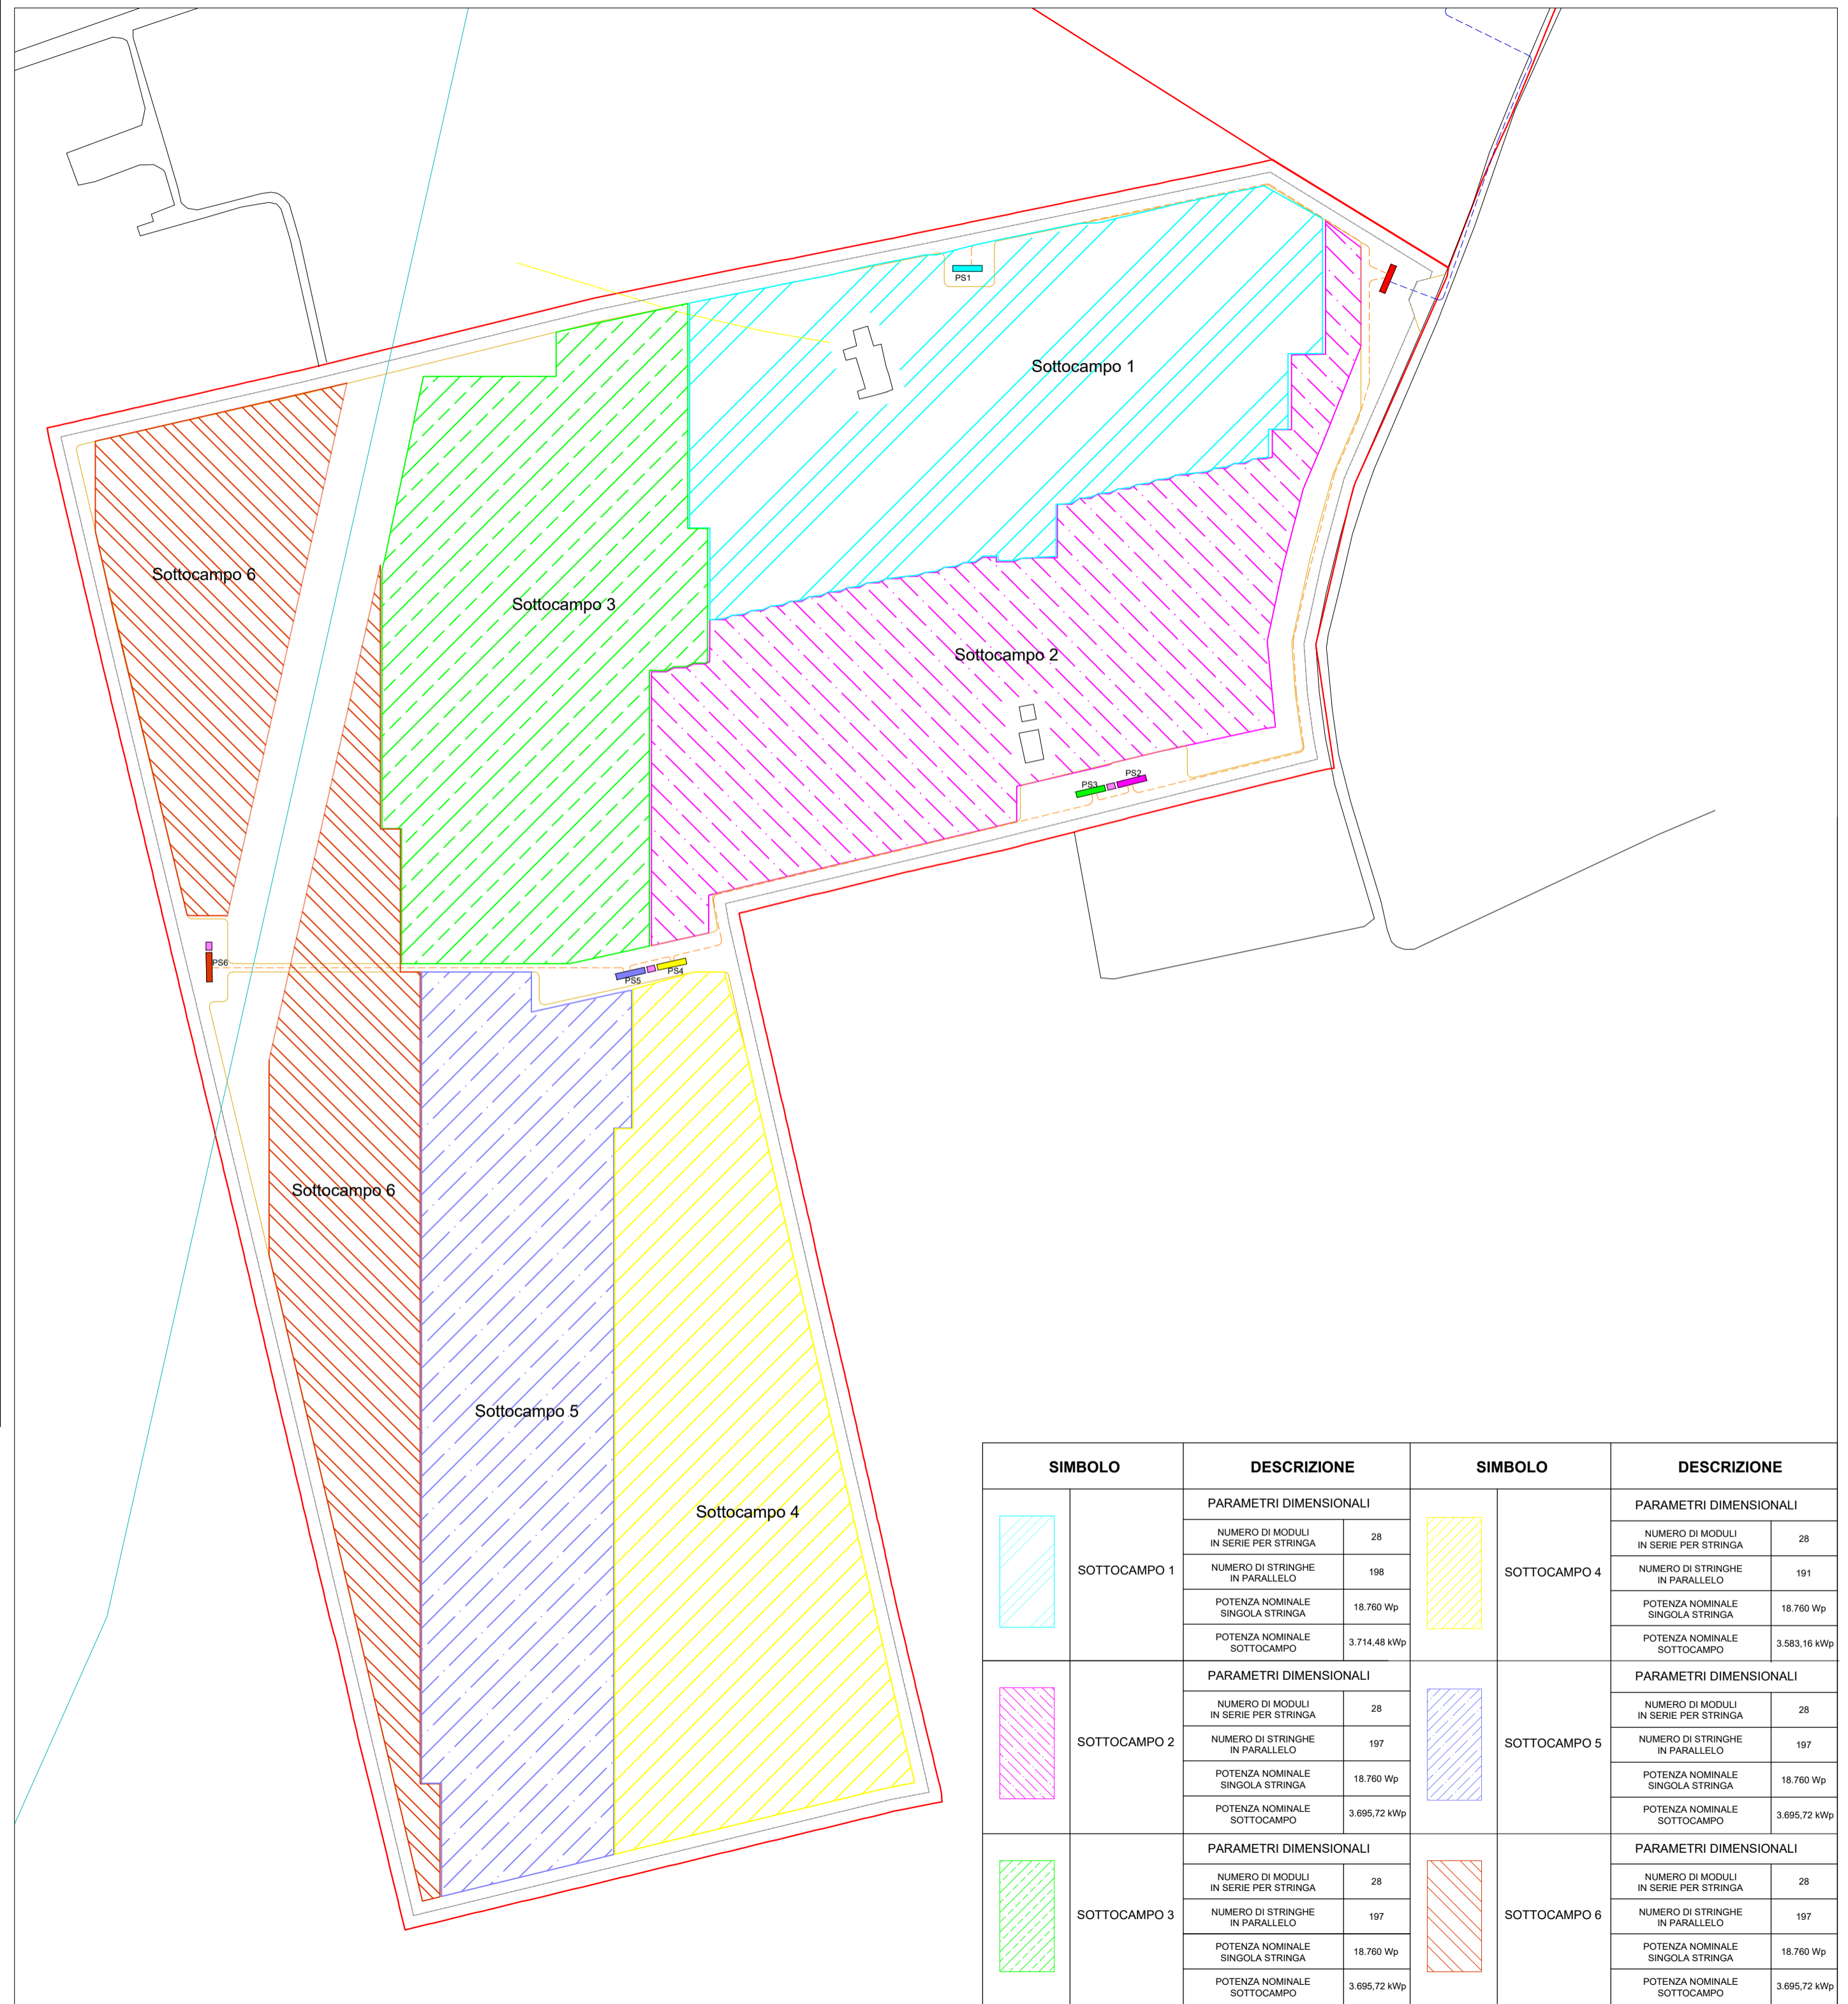 PS1
Sottocampo 1
Sottocampo 6
Sottocampo 3
Sottocampo 2
PS2
PS3
PS6
PS4
PS5
Sottocampo 6
Sottocampo 5
Sottocampo 4
SIMBOLO
DESCRIZIONE
SIMBOLO
DESCRIZIONE
SOTTOCAMPO 1
PARAMETRI DIMENSIONALI
NUMERO DI MODULI
IN SERIE PER STRINGA
28
NUMERO DI STRINGHE
IN PARALLELO
198
POTENZA NOMINALE
SINGOLA STRINGA
18.760 Wp
POTENZA NOMINALE
SOTTOCAMPO
3.714,48 kWp
SOTTOCAMPO 4
PARAMETRI DIMENSIONALI
NUMERO DI MODULI
IN SERIE PER STRINGA
28
NUMERO DI STRINGHE
IN PARALLELO
191
POTENZA NOMINALE
SINGOLA STRINGA
18.760 Wp
POTENZA NOMINALE
SOTTOCAMPO
3.583,16 kWp
SOTTOCAMPO 2
PARAMETRI DIMENSIONALI
NUMERO DI MODULI
IN SERIE PER STRINGA
28
NUMERO DI STRINGHE
IN PARALLELO
197
POTENZA NOMINALE
SINGOLA STRINGA
18.760 Wp
POTENZA NOMINALE
SOTTOCAMPO
3.695,72 kWp
SOTTOCAMPO 5
PARAMETRI DIMENSIONALI
NUMERO DI MODULI
IN SERIE PER STRINGA
28
NUMERO DI STRINGHE
IN PARALLELO
197
POTENZA NOMINALE
SINGOLA STRINGA
18.760 Wp
POTENZA NOMINALE
SOTTOCAMPO
3.695,72 kWp
SOTTOCAMPO 3
PARAMETRI DIMENSIONALI
NUMERO DI MODULI
IN SERIE PER STRINGA
28
NUMERO DI STRINGHE
IN PARALLELO
197
POTENZA NOMINALE
SINGOLA STRINGA
18.760 Wp
POTENZA NOMINALE
SOTTOCAMPO
3.695,72 kWp
SOTTOCAMPO 6
PARAMETRI DIMENSIONALI
NUMERO DI MODULI
IN SERIE PER STRINGA
28
NUMERO DI STRINGHE
IN PARALLELO
197
POTENZA NOMINALE
SINGOLA STRINGA
18.760 Wp
POTENZA NOMINALE
SOTTOCAMPO
3.695,72 kWp